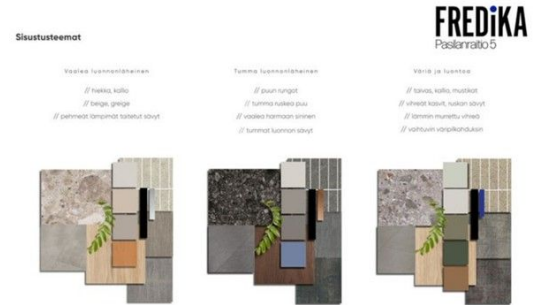 FREDiKA
Pasilanraitio 5
Sisustusteemat
Vaalea luonnonläheinen
// hiekka, kallio
// beige, greige
// pehmeät lämpimät taitetut sävyt
Tumma luonnonläheinen
// puun rungot
// tumma ruskea puu
// vaalea harmaan sininen
// tummat luonnon sävyt
Väriä ja luontoa
// taivas, kallio, mustikat
// vihreät kasvit, ruskan sävyt
// lämmin murrettu vihreä
// vaihtuvin väripilkahduksin